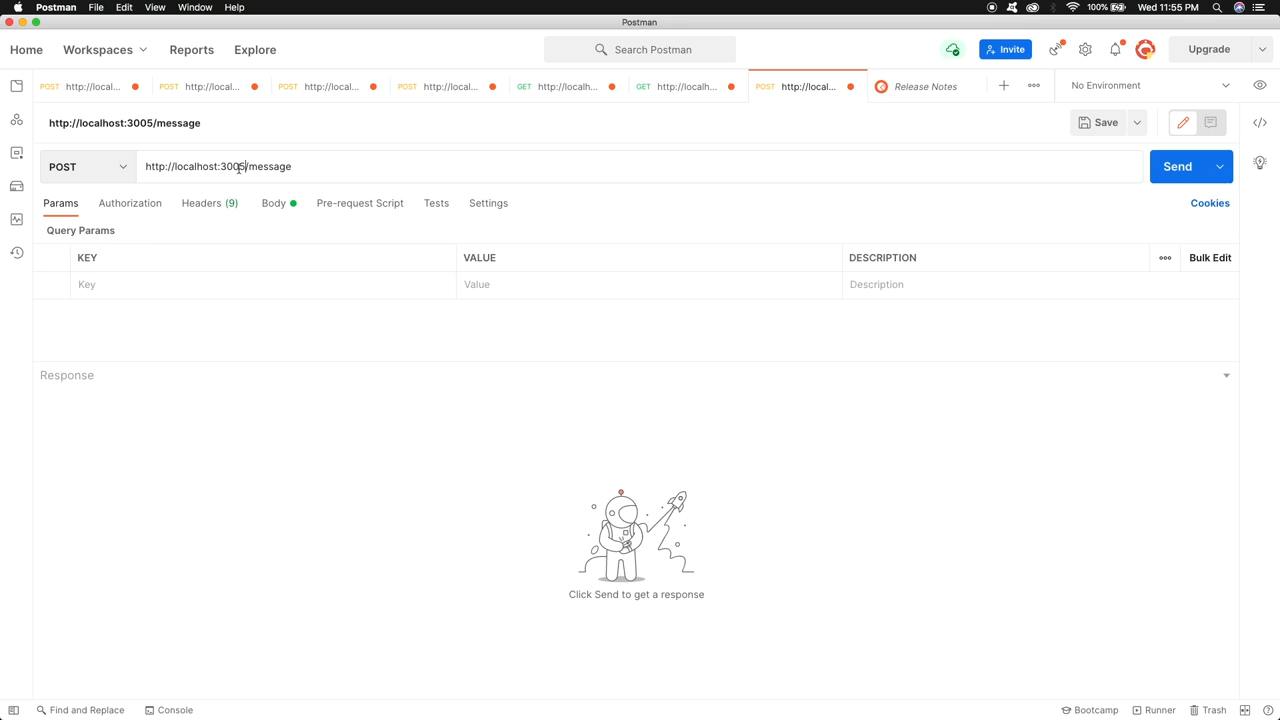 Postman File Edit View Window Help 100% Wed 11:55 PM
Postman
Home Workspaces Reports Explore Search Postman Invite Upgrade
POST http://local... POST http://local... POST http://local... POST http://local... GET http://localh... GET http://localh... POST http://local... Release Notes No Environment
http://localhost:3005/message Save
POST http://localhost:3005/message Send
Params Authorization Headers (9) Body Pre-request Script Tests Settings Cookies
Query Params
KEY VALUE DESCRIPTION Bulk Edit
Key Value Description
Response
Click Send to get a response
Find and Replace Console Bootcamp Runner Trash